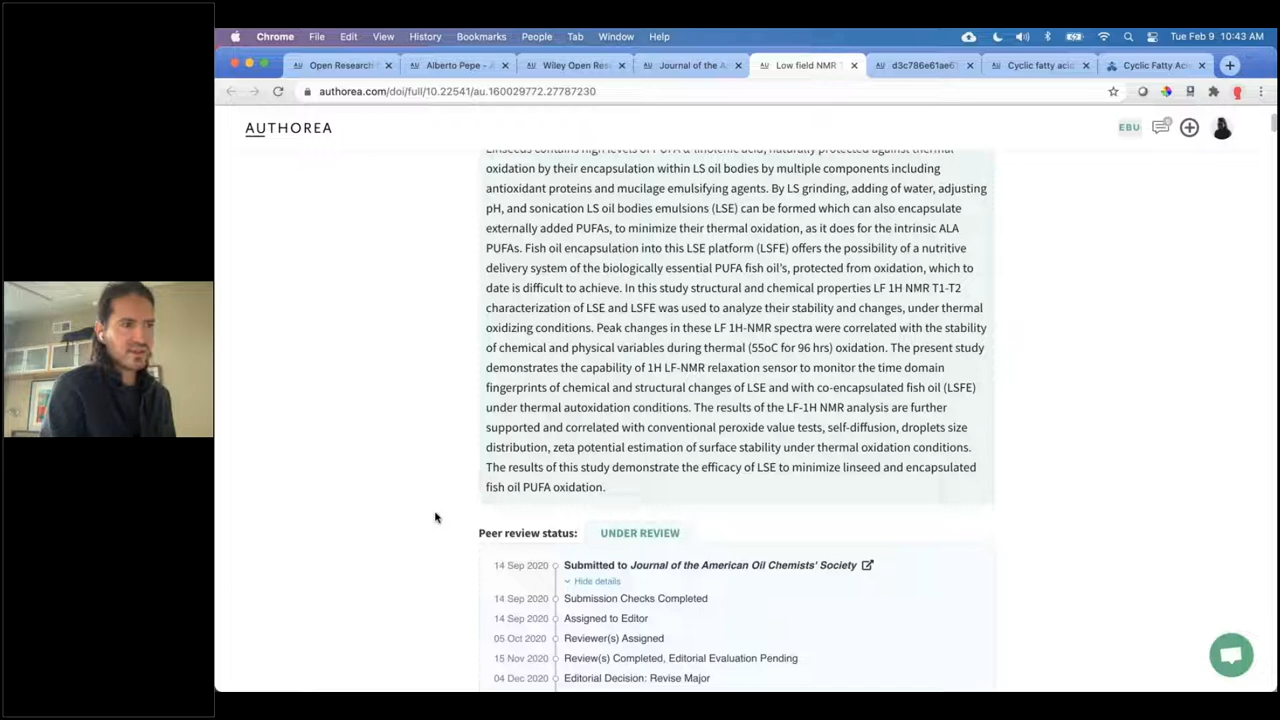 Chrome File Edit View History Bookmarks People Tab Window Help Tue Feb 9 10:43 AM
Open Research Alberto Pepe - A Wiley Open Res Journal of the A Low field NMR T d3c786e61ae6 Cyclic fatty acid Cyclic Fatty Ac
authorea.com/doi/full/10.22541/au.160029772.27787230
AUTHOREA
EBU
Linseeds contains high levels of PUFA α-linolenic acid, naturally protected against thermal
oxidation by their encapsulation within LS oil bodies by multiple components including
antioxidant proteins and mucilage emulsifying agents. By LS grinding, adding of water, adjusting
pH, and sonication LS oil bodies emulsions (LSE) can be formed which can also encapsulate
externally added PUFAs, to minimize their thermal oxidation, as it does for the intrinsic ALA
PUFAs. Fish oil encapsulation into this LSE platform (LSFE) offers the possibility of a nutritive
delivery system of the biologically essential PUFA fish oil's, protected from oxidation, which to
date is difficult to achieve. In this study structural and chemical properties LF 1H NMR T1-T2
characterization of LSE and LSFE was used to analyze their stability and changes, under thermal
oxidizing conditions. Peak changes in these LF 1H-NMR spectra were correlated with the stability
of chemical and physical variables during thermal (55oC for 96 hrs) oxidation. The present study
demonstrates the capability of 1H LF-NMR relaxation sensor to monitor the time domain
fingerprints of chemical and structural changes of LSE and with co-encapsulated fish oil (LSFE)
under thermal autoxidation conditions. The results of the LF-1H NMR analysis are further
supported and correlated with conventional peroxide value tests, self-diffusion, droplets size
distribution, zeta potential estimation of surface stability under thermal oxidation conditions.
The results of this study demonstrate the efficacy of LSE to minimize linseed and encapsulated
fish oil PUFA oxidation.
Peer review status: UNDER REVIEW
14 Sep 2020 Submitted to Journal of the American Oil Chemists' Society
Hide details
14 Sep 2020 Submission Checks Completed
14 Sep 2020 Assigned to Editor
05 Oct 2020 Reviewer(s) Assigned
15 Nov 2020 Review(s) Completed, Editorial Evaluation Pending
04 Dec 2020 Editorial Decision: Revise Major